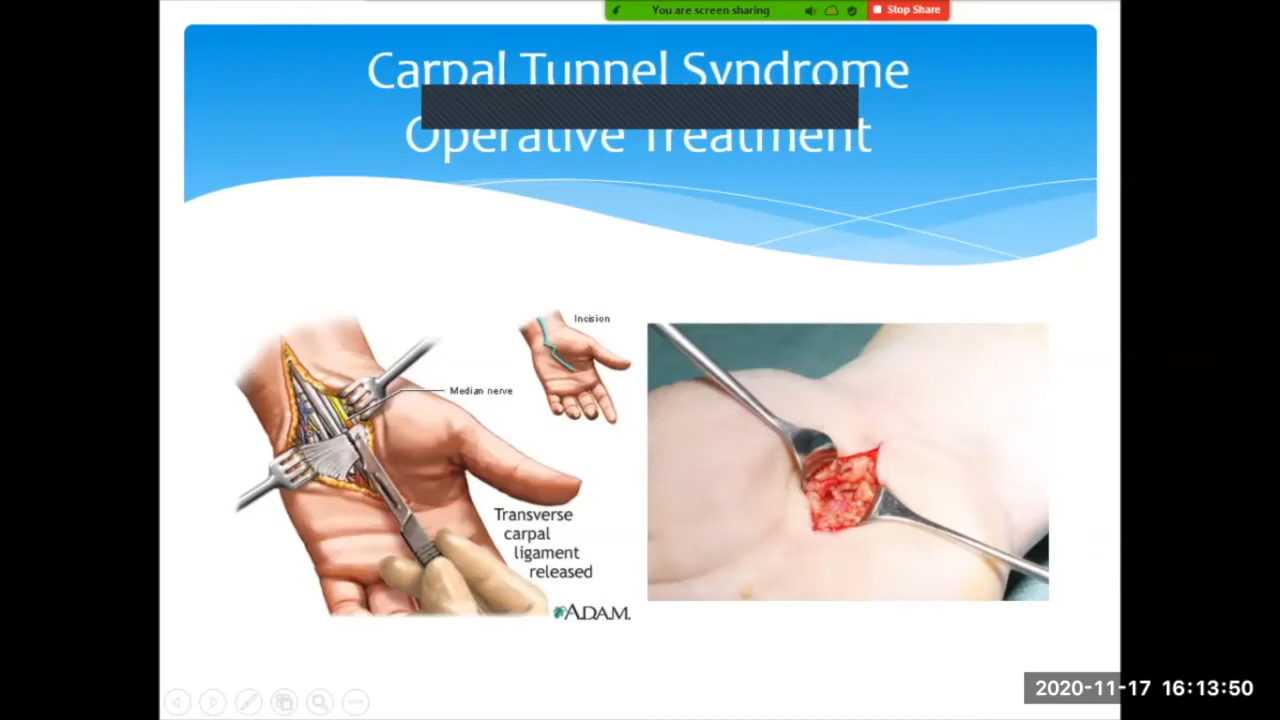 You are screen sharing
Stop Share
Carpal Tunnel Syndrome
Operative Treatment
Incision
Median nerve
Transverse
carpal
ligament
released
ADAM.
2020-11-17 16:13:50